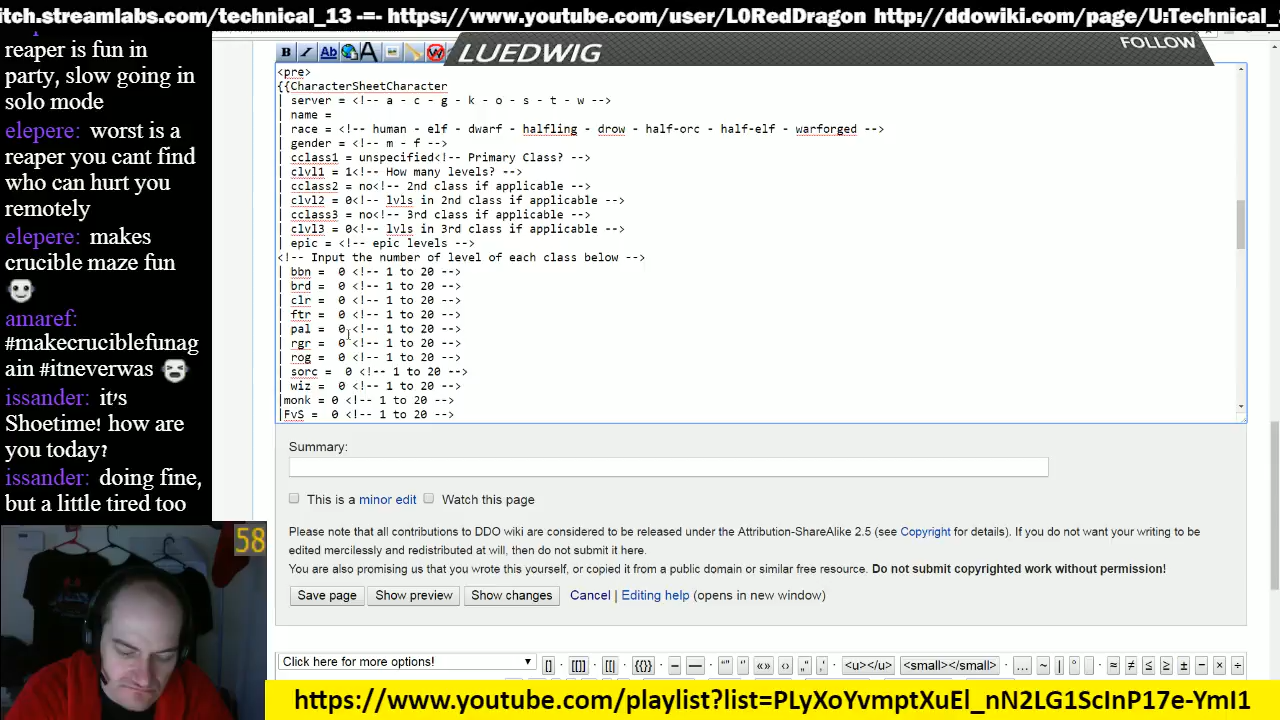 itch.streamlabs.com/technical_13 -=- https://www.youtube.com/user/L0RedDragon http://ddowiki.com/page/U:Technical_
reaper is fun in
party, slow going in
solo mode
elepere: worst is a
reaper you cant find
who can hurt you
remotely
elepere: makes
crucible maze fun
amaref:
#makecruciblefunag
ain #itneverwas
issander: it's
Shoetime! how are
you today?
issander: doing fine,
but a little tired too
58
LUEDWIG
FOLLOW
B I Ab A W
<pre>
{{CharacterSheetCharacter
| server = <!-- a - c - g - k - o - s - t - w -->
| name =
| race = <!-- human - elf - dwarf - halfling - drow - half-orc - half-elf - warforged -->
| gender = <!-- m - f -->
| cclass1 = unspecified<!-- Primary Class? -->
| clvl1 = 1<!-- How many levels? -->
| cclass2 = no<!-- 2nd class if applicable -->
| clvl2 = 0<!-- lvls in 2nd class if applicable -->
| cclass3 = no<!-- 3rd class if applicable -->
| clvl3 = 0<!-- lvls in 3rd class if applicable -->
| epic = <!-- epic levels -->
<!-- Input the number of level of each class below -->
| bbn =  0 <!-- 1 to 20 -->
| brd =  0 <!-- 1 to 20 -->
| clr =  0 <!-- 1 to 20 -->
| ftr =  0 <!-- 1 to 20 -->
| pal =  0 <!-- 1 to 20 -->
| rgr =  0 <!-- 1 to 20 -->
| rog =  0 <!-- 1 to 20 -->
| sorc =  0 <!-- 1 to 20 -->
| wiz =  0 <!-- 1 to 20 -->
|monk = 0 <!-- 1 to 20 -->
|FvS =  0 <!-- 1 to 20 -->
Summary:
This is a minor edit Watch this page
Please note that all contributions to DDO wiki are considered to be released under the Attribution-ShareAlike 2.5 (see Copyright for details). If you do not want your writing to be
edited mercilessly and redistributed at will, then do not submit it here.
You are also promising us that you wrote this yourself, or copied it from a public domain or similar free resource. Do not submit copyrighted work without permission!
Save page Show preview Show changes Cancel | Editing help (opens in new window)
Click here for more options! [] · [[]] · [[| · {{}} · – · — · “” · ‘’ · «» · ‹› · „“ · ‚‘ · <u></u> · <small></small> · … · ~ · | · ° · · ≈ · ≠ · ≤ · ≥ · ± · − · × · ÷
https://www.youtube.com/playlist?list=PLyXoYvmptXuEl_nN2LG1ScInP17e-YmI1